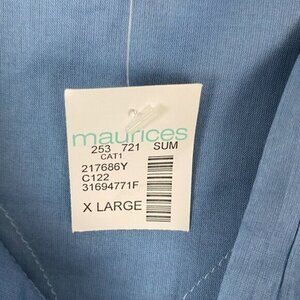 maurices
253 721 SUM
CAT1
217686Y
C122
31694771F
X LARGE